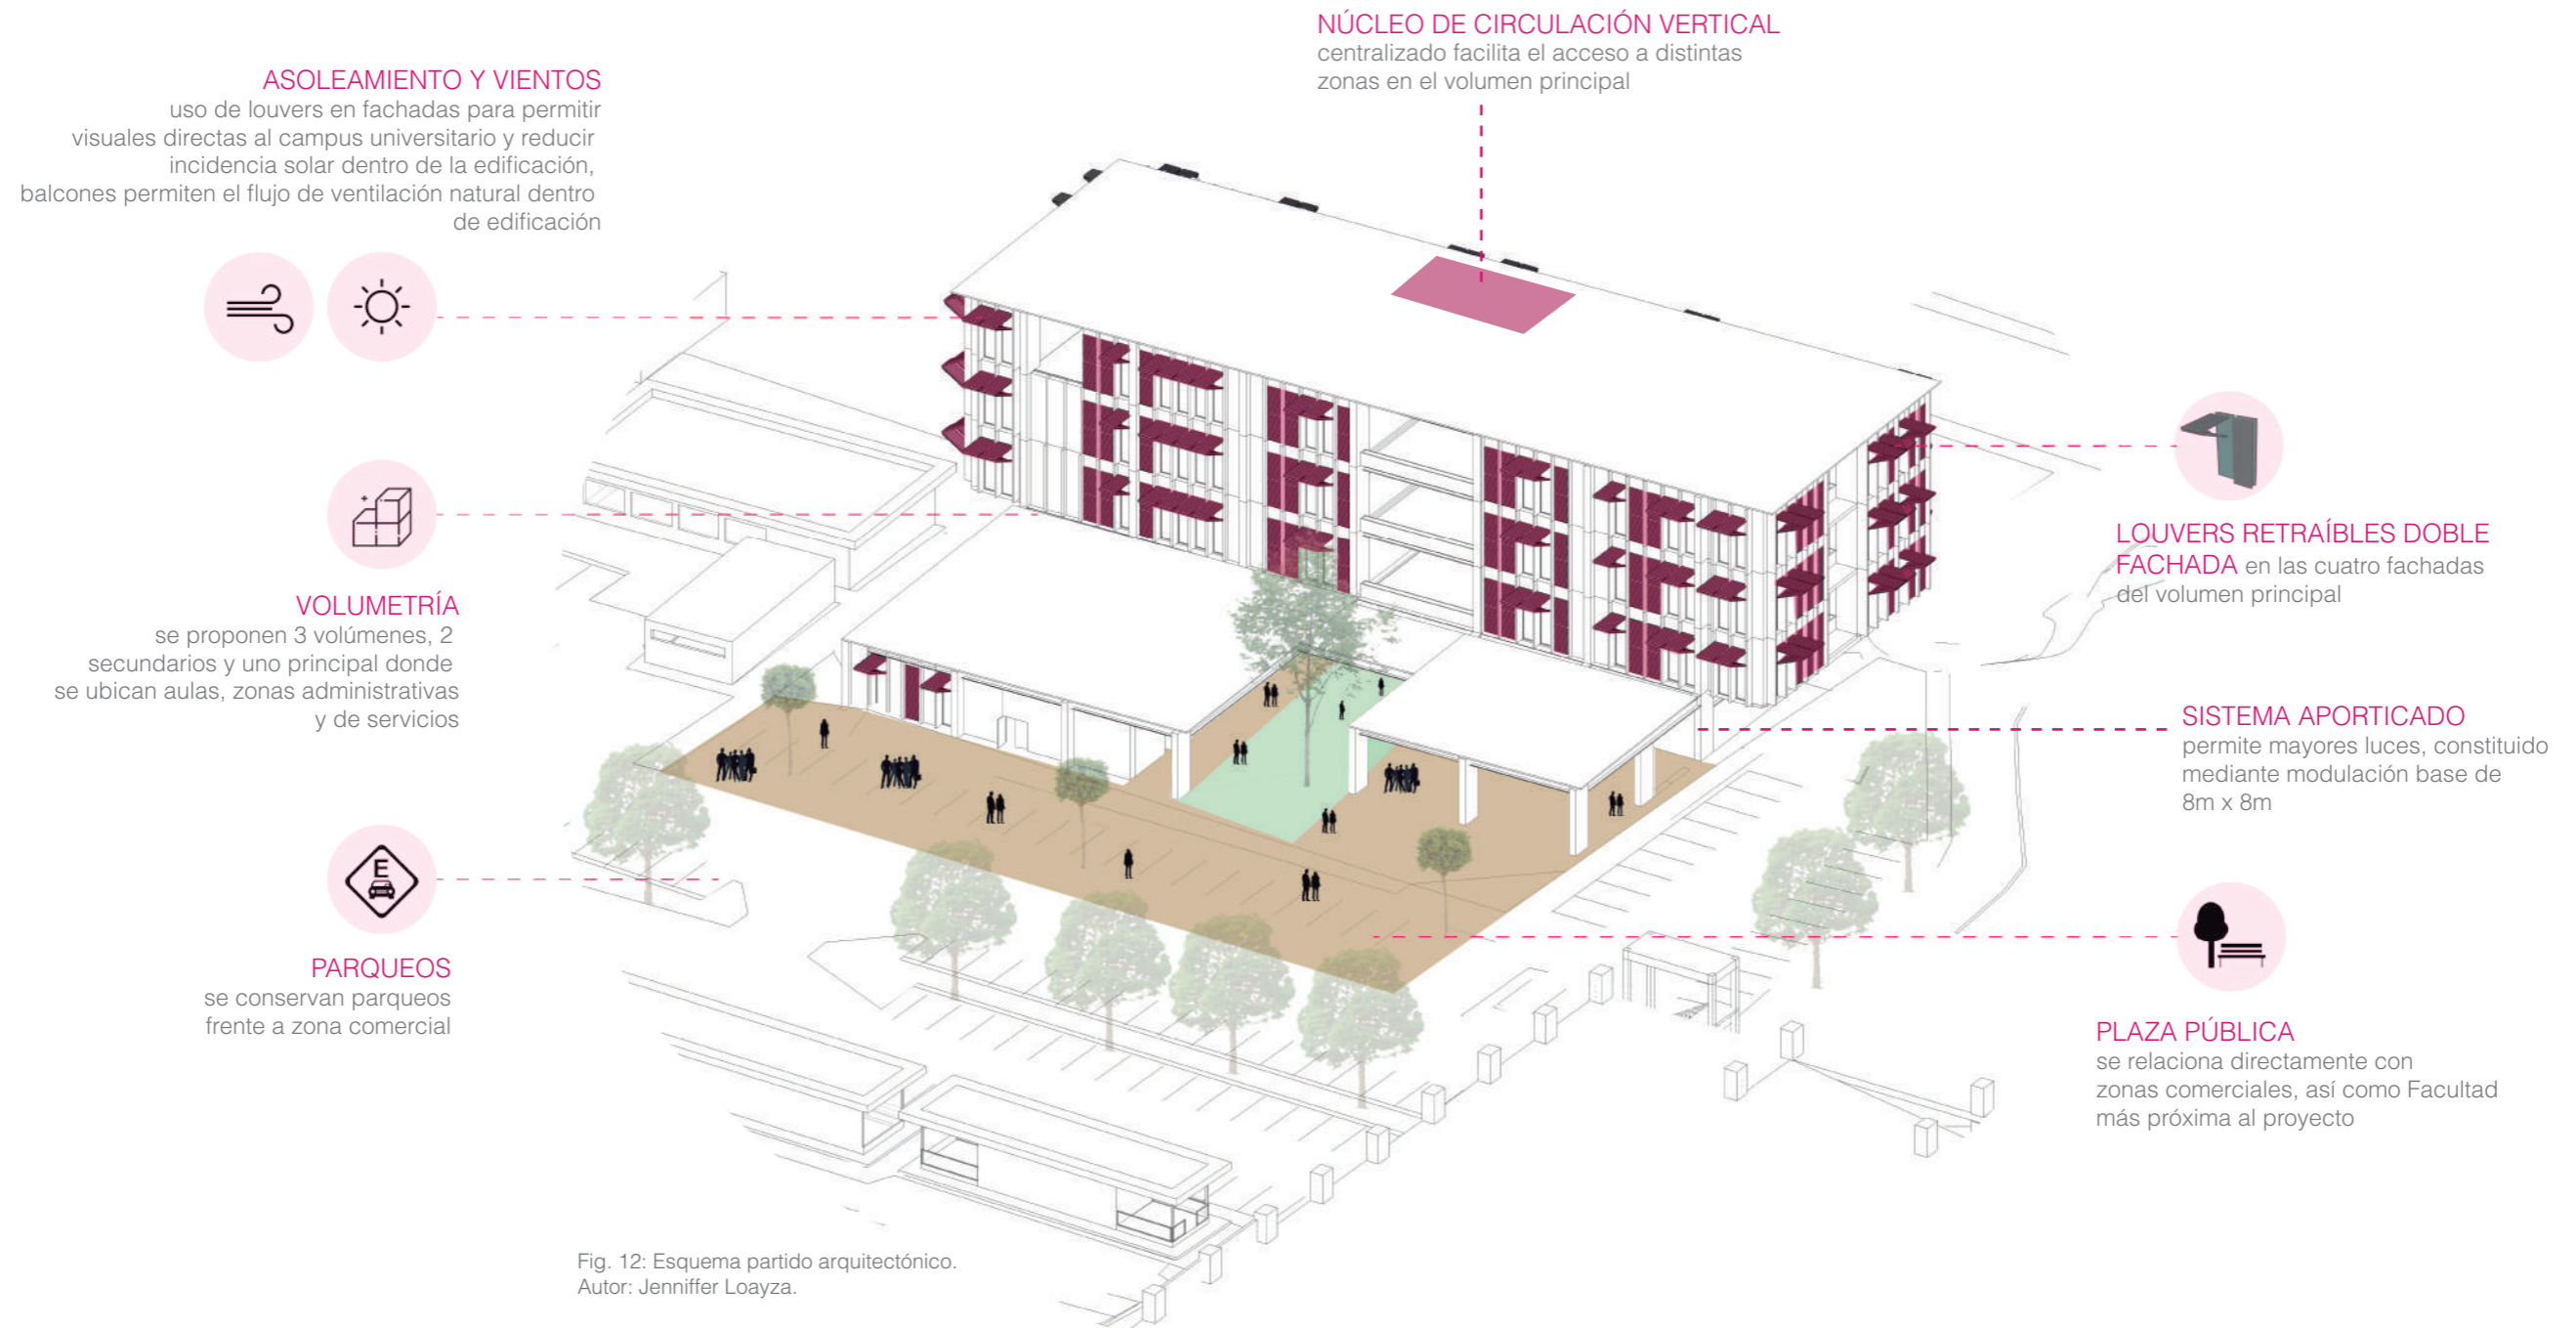 NÚCLEO DE CIRCULACIÓN VERTICAL
centralizado facilita el acceso a distintas
zonas en el volumen principal
ASOLEAMIENTO Y VIENTOS
uso de louvers en fachadas para permitir
visuales directas al campus universitario y reducir
incidencia solar dentro de la edificación,
balcones permiten el flujo de ventilación natural dentro
de edificación
LOUVERS RETRAÍBLES DOBLE
FACHADA en las cuatro fachadas
del volumen principal
VOLUMETRÍA
se proponen 3 volúmenes, 2
secundarios y uno principal donde
se ubican aulas, zonas administrativas
y de servicios
SISTEMA APORTICADO
permite mayores luces, constituido
mediante modulación base de
8m x 8m
E
PARQUEOS
se conservan parqueos
frente a zona comercial
PLAZA PÚBLICA
se relaciona directamente con
zonas comerciales, así como Facultad
más próxima al proyecto
Fig. 12: Esquema partido arquitectónico.
Autor: Jenniffer Loayza.